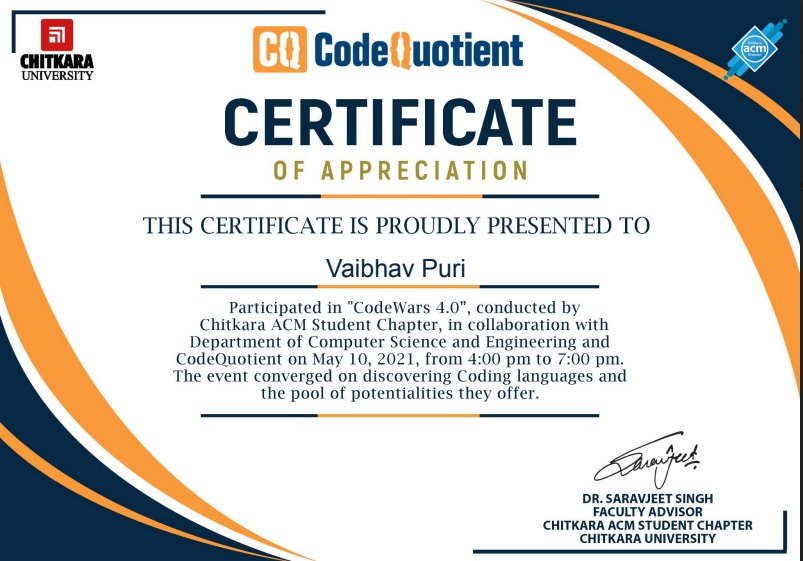 CHITKARA
UNIVERSITY
CQ CodeQuotient
acm
CERTIFICATE
OF APPRECIATION
THIS CERTIFICATE IS PROUDLY PRESENTED TO
Vaibhav Puri
Participated in "CodeWars 4.0”, conducted by
Chitkara ACM Student Chapter, in collaboration with
Department of Computer Science and Engineering and
CodeQuotient on May 10, 2021, from 4:00 pm to 7:00 pm.
The event converged on discovering Coding languages and
the pool of potentialities they offer.
Saravjeet
DR. SARAVJEET SINGH
FACULTY ADVISOR
CHITKARA ACM STUDENT CHAPTER
CHITKARA UNIVERSITY